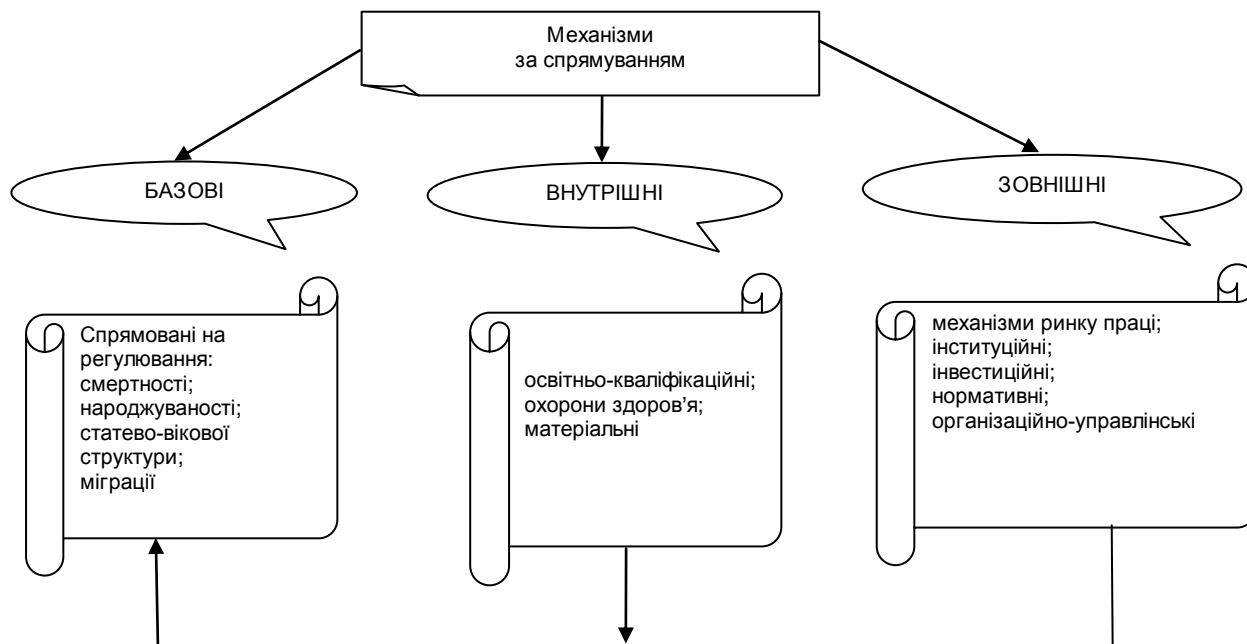 Механізми
за спрямуванням
БАЗОВІ
ВНУТРІШНІ
ЗОВНІШНІ
Спрямовані на
регулювання:
смертності;
народжуваності;
статево-вікової
структури;
міграції
освітньо-кваліфікаційні;
охорони здоров’я;
матеріальні
механізми ринку праці;
інституційні;
інвестиційні;
нормативні;
організаційно-управлінські